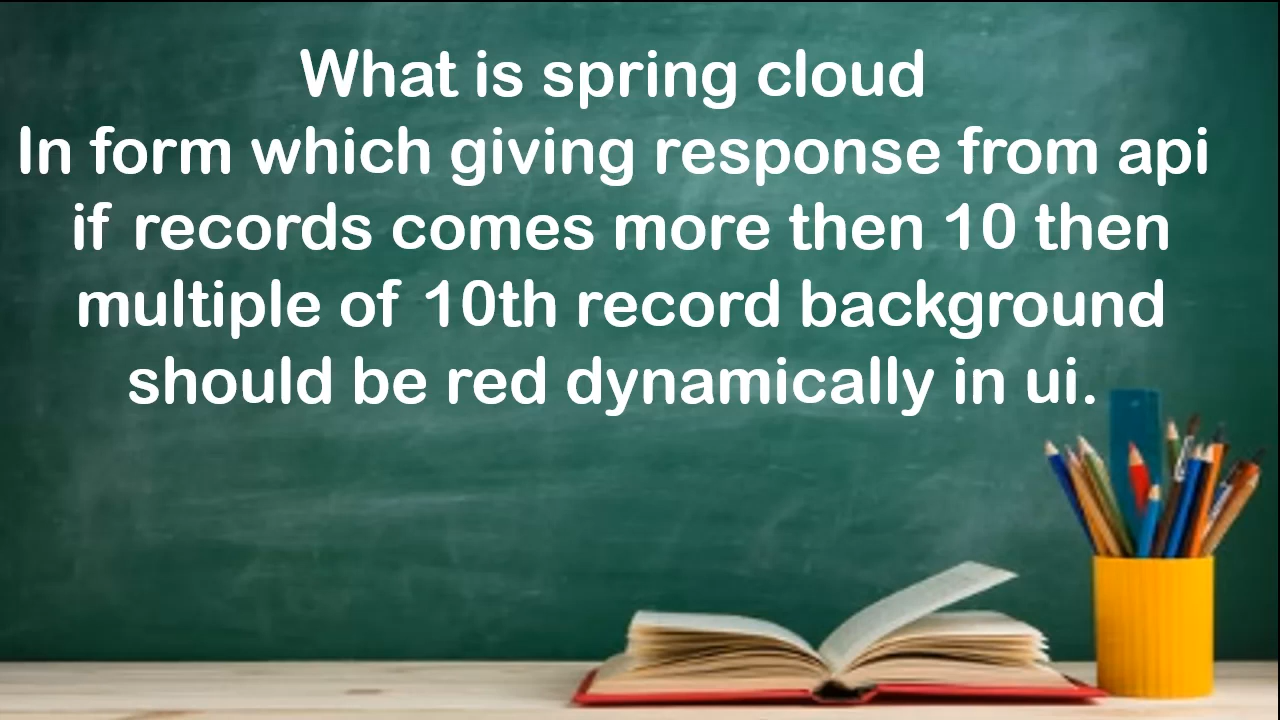 What is spring cloud
In form which giving response from api
if records comes more then 10 then
multiple of 10th record background
should be red dynamically in ui.